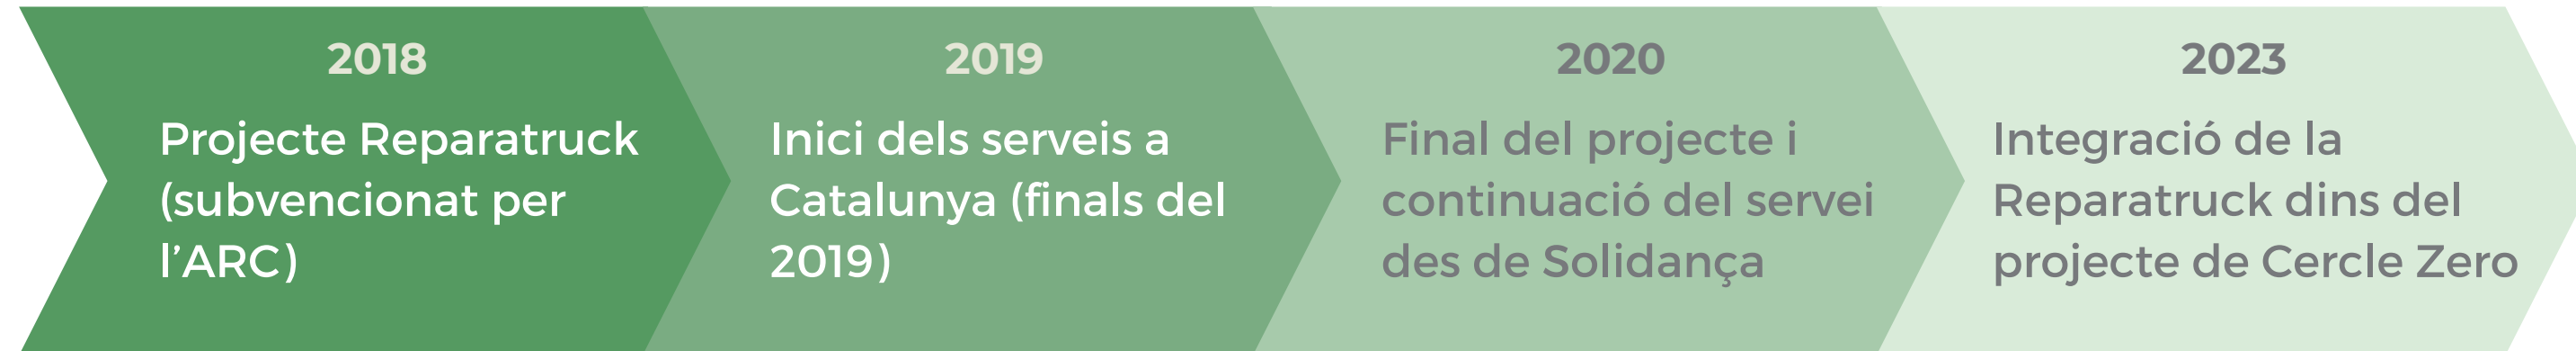 2018
Projecte Reparatruck
(subvencionat per
l’ARC)
2019
Inici dels serveis a
Catalunya (finals del
2019)
2020
Final del projecte i
continuació del servei
des de Solidança
2023
Integració de la
Reparatruck dins del
projecte de Cercle Zero